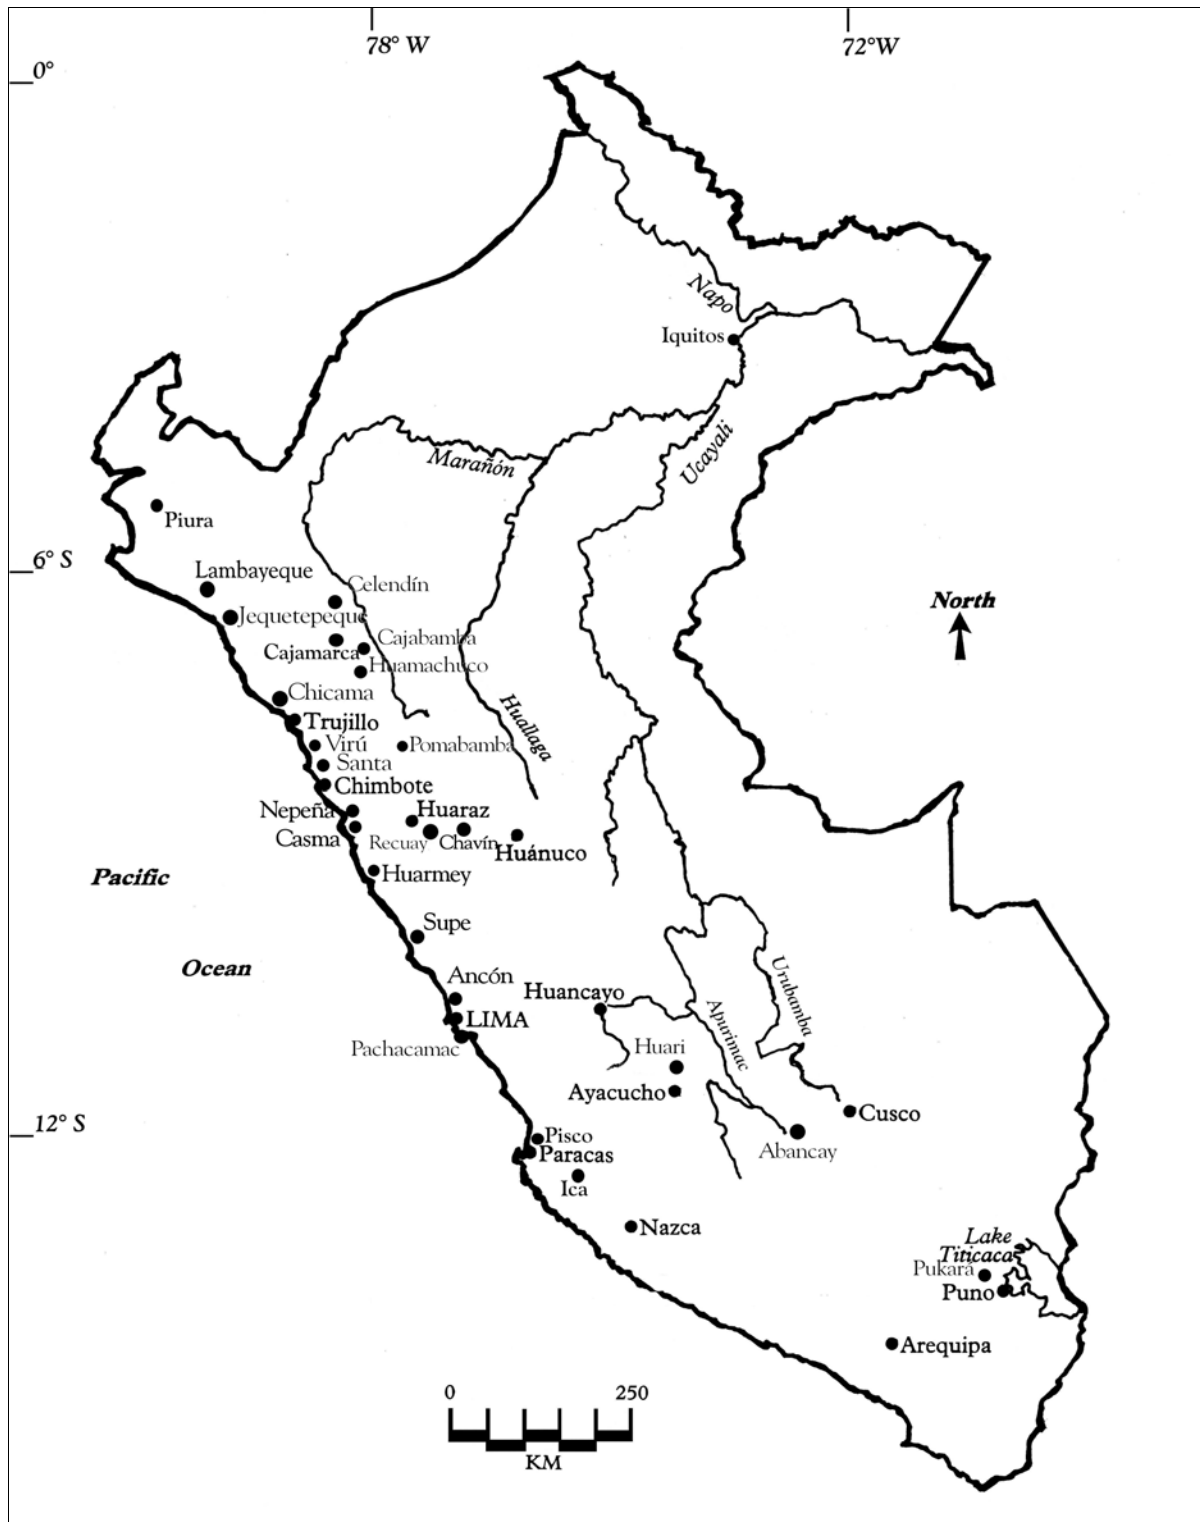 78° W
72°W
0°
Napo
Iquitos
Marañón
Ucayali
Piura
6° S
Lambayeque
Celendín
North
Jequetepeque
Cajabamba
Cajamarca
Huamachuco
Chicama
Huallaga
Trujillo
Virú
Pomabamba
Santa
Chimbote
Nepeña
Huaraz
Casma
Recuay
Chavín
Huánuco
Pacific
Huarmey
Supe
Ocean
Ancón
Huancayo
Urubamba
LIMA
Apurimac
Pachacamac
Huari
Ayacucho
Cusco
12° S
Pisco
Paracas
Abancay
Ica
Nazca
Lake
Titicaca
Pukará
Puno
Arequipa
0 250
KM